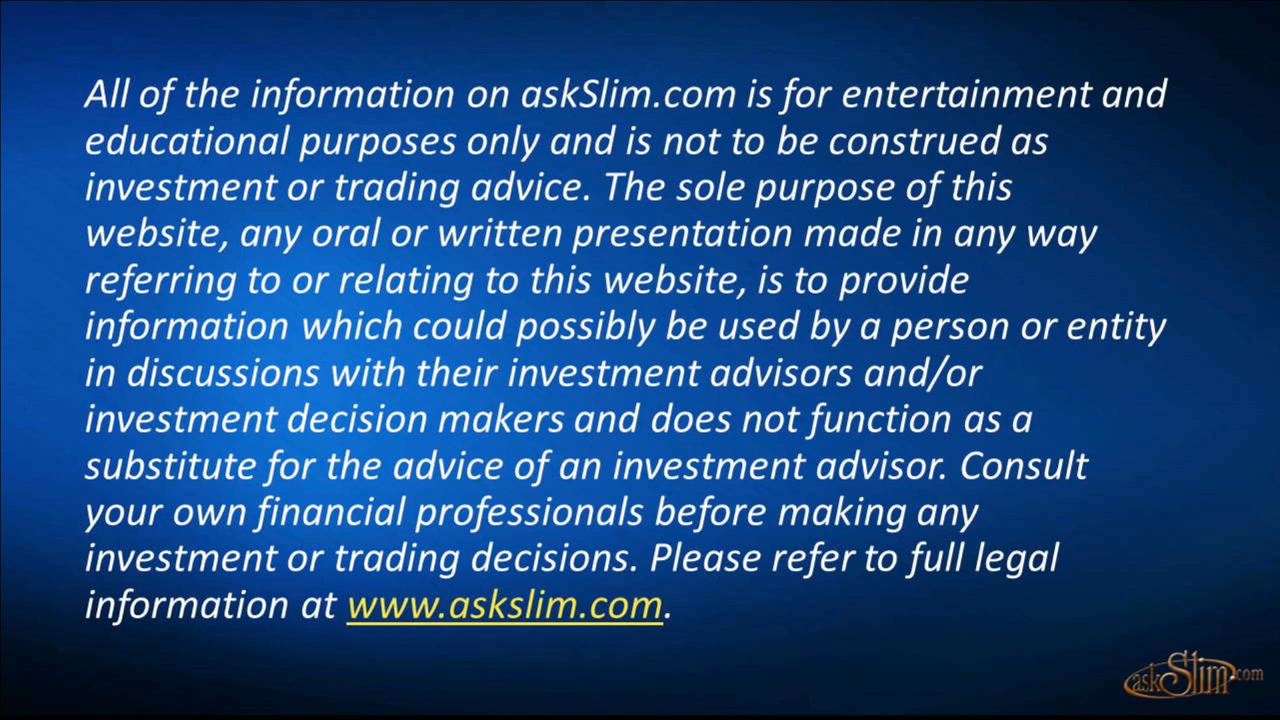 All of the information on askSlim.com is for entertainment and
educational purposes only and is not to be construed as
investment or trading advice. The sole purpose of this
website, any oral or written presentation made in any way
referring to or relating to this website, is to provide
information which could possibly be used by a person or entity
in discussions with their investment advisors and/or
investment decision makers and does not function as a
substitute for the advice of an investment advisor. Consult
your own financial professionals before making any
investment or trading decisions. Please refer to full legal
information at www.askslim.com.
askSlim.com